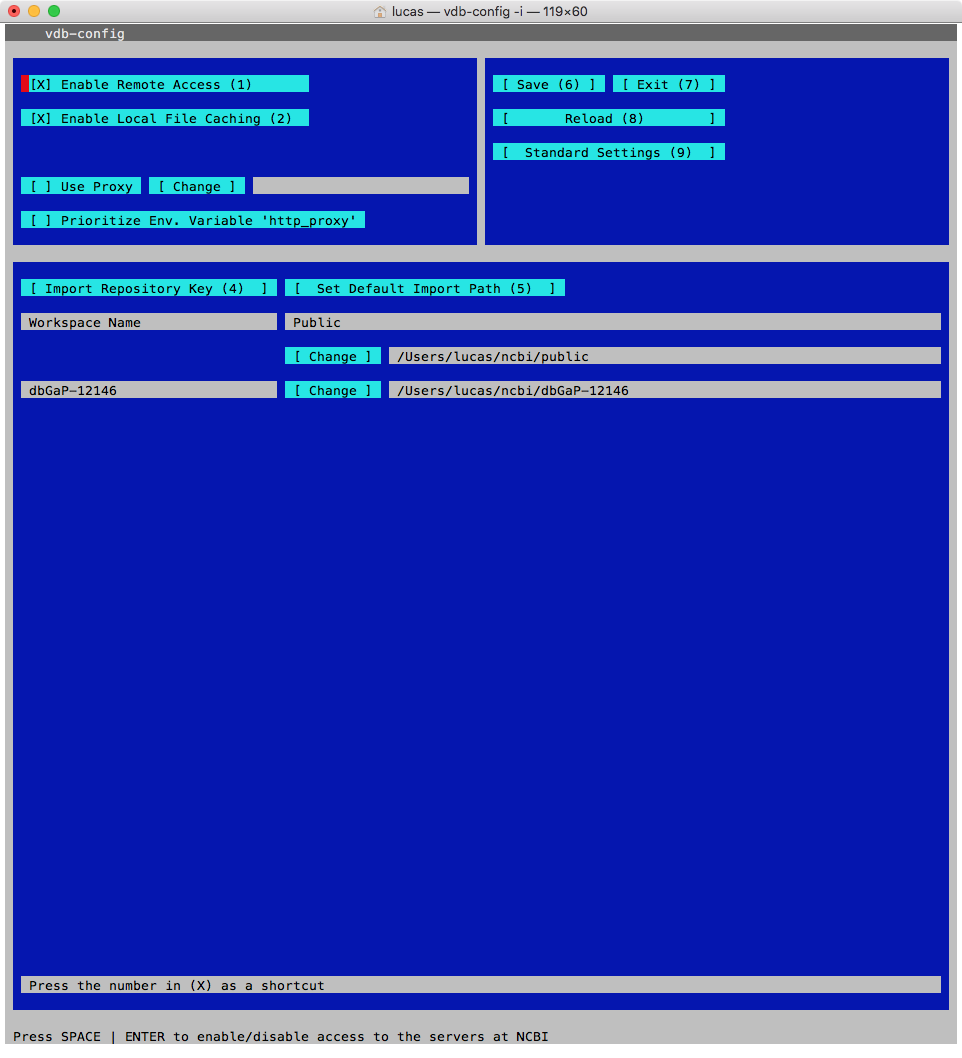 lucas — vdb-config -i — 119×60
vdb-config
[X] Enable Remote Access (1)
[X] Enable Local File Caching (2)
[ ] Use Proxy [ Change ]
[ ] Prioritize Env. Variable 'http_proxy'
[ Save (6) ] [ Exit (7) ]
[ Reload (8) ]
[ Standard Settings (9) ]
[ Import Repository Key (4) ] [ Set Default Import Path (5) ]
Workspace Name Public
[ Change ] /Users/lucas/ncbi/public
dbGaP-12146 [ Change ] /Users/lucas/ncbi/dbGaP-12146
Press the number in (X) as a shortcut
Press SPACE | ENTER to enable/disable access to the servers at NCBI